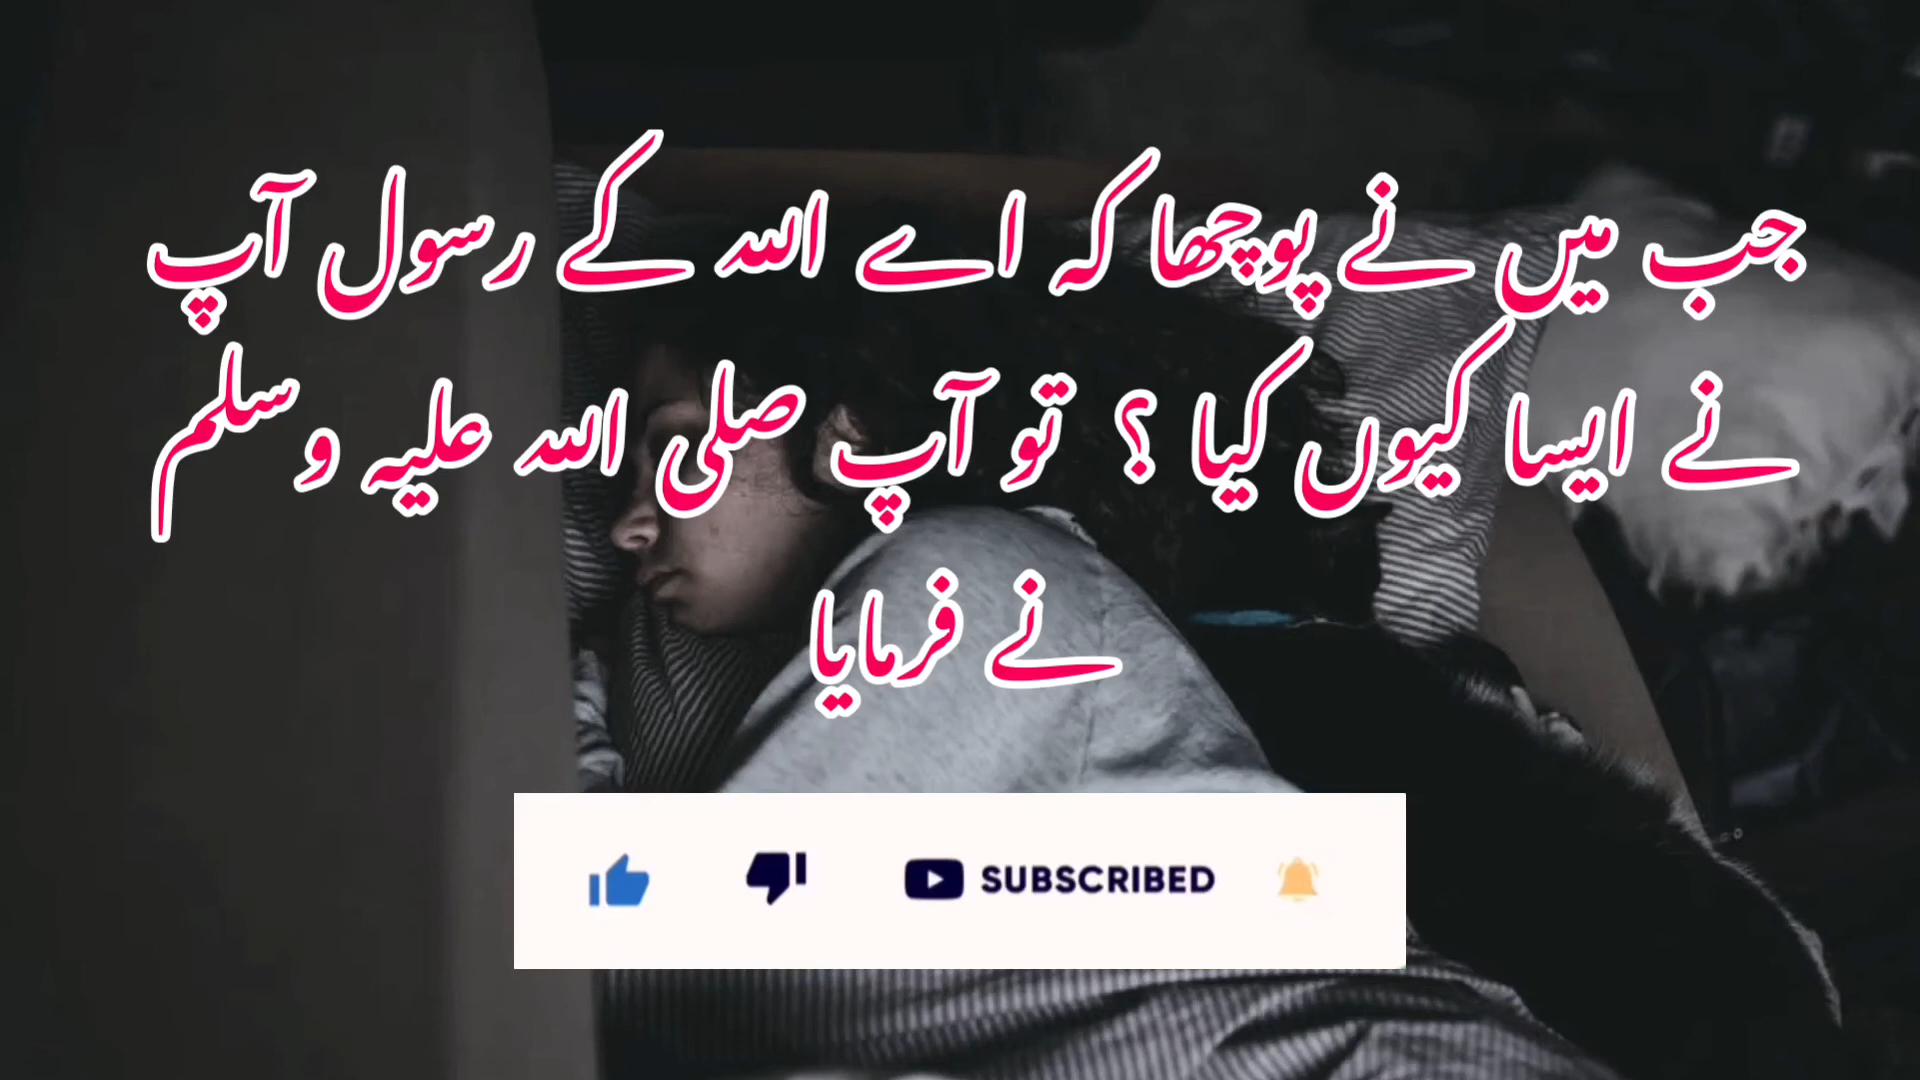 جب میں نے پوچھا کہ اے اللہ کے رسول آپ
نے ایسا کیوں کیا ؟ تو آپ صلی اللہ علیہ وسلم
نے فرمایا
SUBSCRIBED